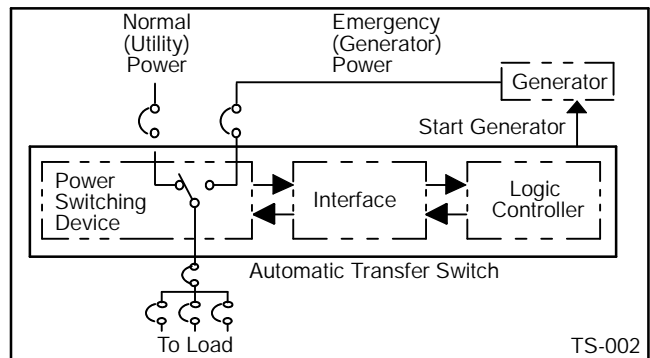 Normal
(Utility)
Power
Emergency
(Generator)
Power
Generator
Start Generator
Power
Switching
Device
Interface
Logic
Controller
Automatic Transfer Switch
To Load
TS-002